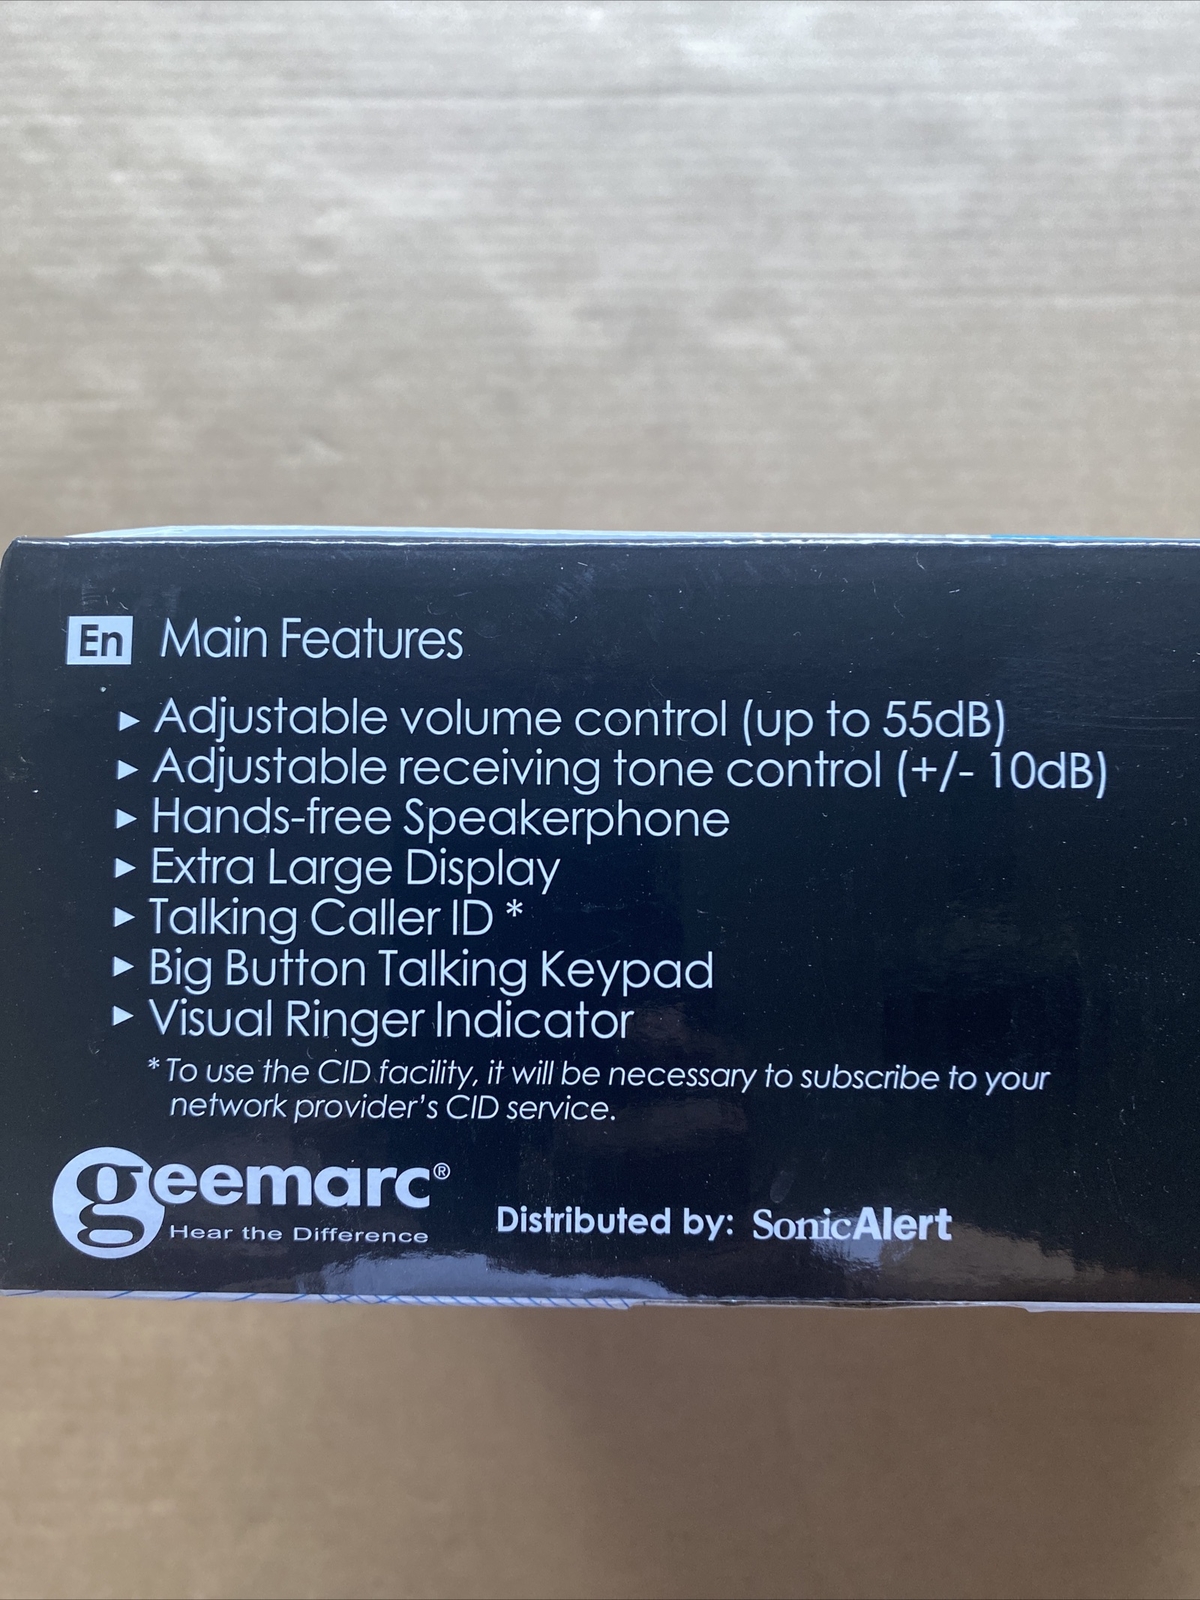 En Main Features
▶ Adjustable volume control (up to 55dB)
▶ Adjustable receiving tone control (+/- 10dB)
▶ Hands-free Speakerphone
▶ Extra Large Display
▶ Talking Caller ID *
▶ Big Button Talking Keypad
▶ Visual Ringer Indicator
* To use the CID facility, it will be necessary to subscribe to your
network provider's CID service.
geemarc®
Hear the Difference
Distributed by: SonicAlert